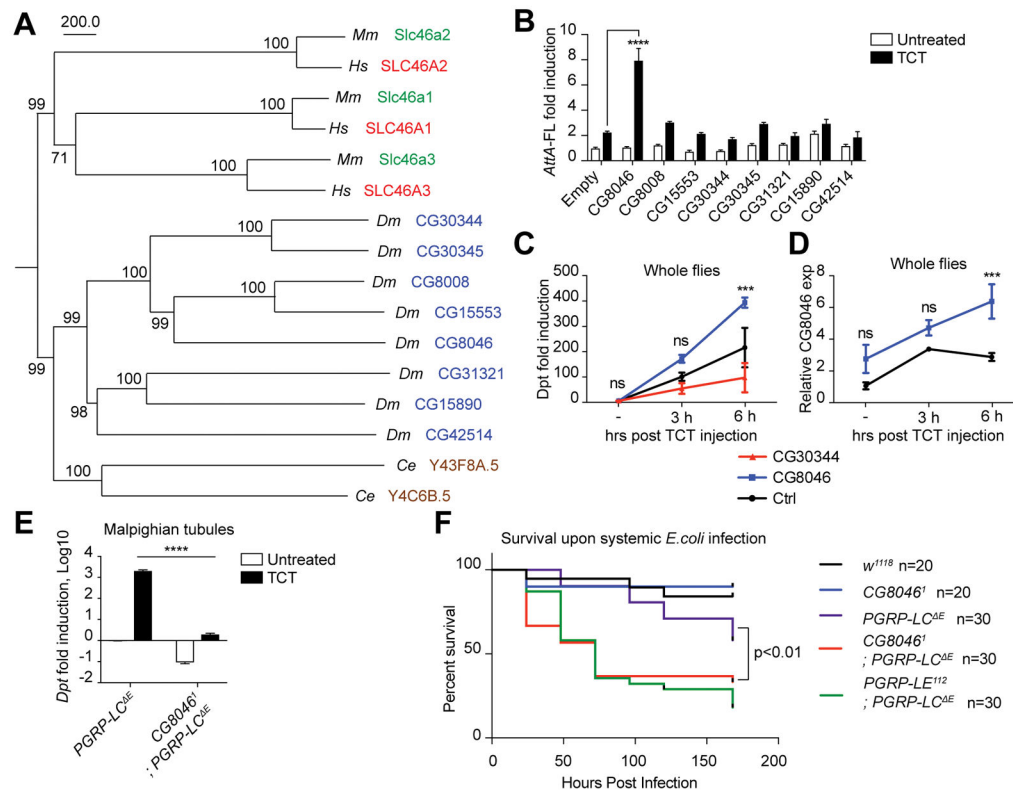 A
200.0
100
Mm Slc46a2
Hs SLC46A2
99
100
Mm Slc46a1
Hs SLC46A1
71
100
Mm Slc46a3
Hs SLC46A3
100
Dm CG30344
Dm CG30345
100
100
Dm CG8008
Dm CG15553
99
Dm CG8046
99
99
100
Dm CG31321
Dm CG15890
98
Dm CG42514
100
Ce Y43F8A.5
Ce Y4C6B.5
B
AttA-FL fold induction
10
8
6
4
2
0
****
Untreated
TCT
Empty
CG8046
CG8008
CG15553
CG30344
CG30345
CG31321
CG15890
CG42514
C
Whole flies
Dpt fold induction
500
400
300
200
100
0
ns
ns
***
- 3 h 6 h
hrs post TCT injection
D
Whole flies
Relative CG8046 exp
8
6
4
2
0
ns
ns
***
- 3 h 6 h
hrs post TCT injection
CG30344
CG8046
Ctrl
E
Malpighian tubules
Dpt fold induction, Log10
4
3
2
1
0
-1
-2
****
Untreated
TCT
PGRP-LCΔE
CG80461
; PGRP-LCΔE
F
Survival upon systemic E.coli infection
Percent survival
100
50
0
p<0.01
0 50 100 150 200
Hours Post Infection
w1118 n=20
CG80461 n=20
PGRP-LCΔE n=30
CG80461
; PGRP-LCΔE n=30
PGRP-LE112
; PGRP-LCΔE n=30